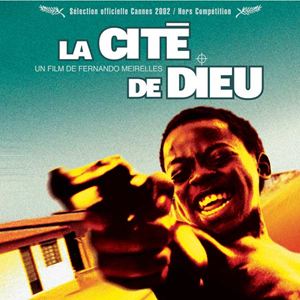 Sélection officielle Cannes 2002 / Hors Compétition
LA CITÉ
UN FILM DE FERNANDO MEIRELLES
DE DIEU